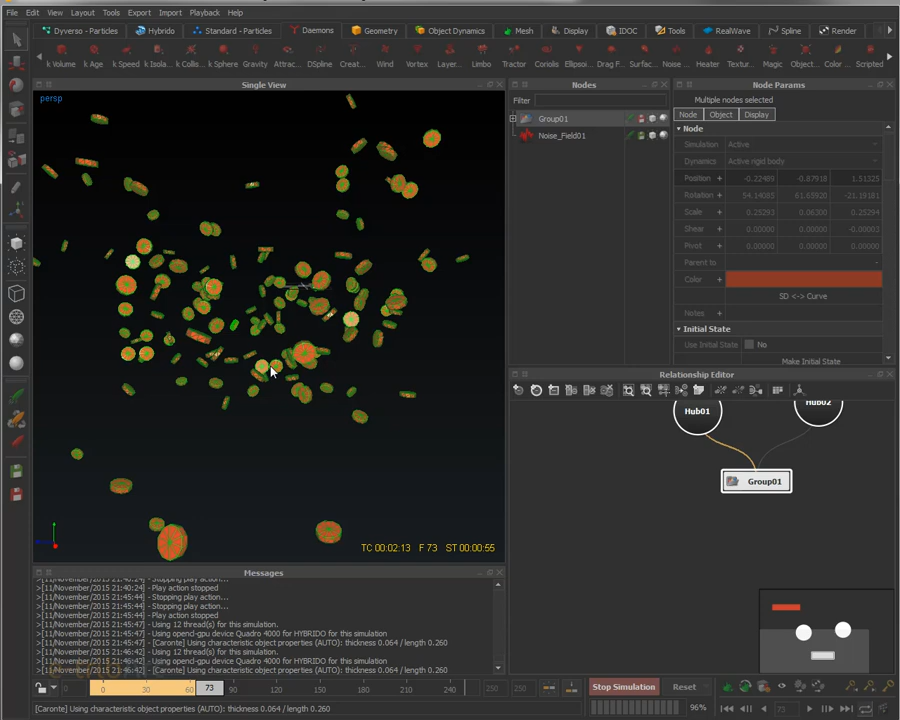 File Edit View Layout Tools Export Import Playback Help
Dyverso - Particles Hybrido Standard - Particles Daemons Geometry Object Dynamics Mesh Display IDOC Tools RealWave Spline Render
k Volume k Age k Speed k Isola... k Collis... k Sphere Gravity Attrac... DSpline Creat... Wind Vortex Layer... Limbo Tractor Coriolis Ellipsoi Drag F... Surfac... Noise ... Heater Textur... Magic Object... Color ... Scripted
Single View
persp
TC 00:02:13 F 73 ST 00:00:55
Nodes
Filter
Group01
Noise_Field01
Node Params
Multiple nodes selected
Node Object Display
Node
Simulation Active
Dynamics Active rigid body
Position + -0.22489 -0.87918 1.51325
Rotation + 54.14085 61.65920 -21.19181
Scale + 0.25293 0.06300 0.25294
Shear + 0.00000 0.00000 -0.00003
Pivot + 0.00000 0.00000 0.00000
Parent to
Color +
SD <-> Curve
Notes +
Initial State
Use Initial State No
Make Initial State
Relationship Editor
Hub01
Hub02
Group01
Messages
>[11/November/2015 21:40:24] - Stopping play action...
>[11/November/2015 21:40:24] - Play action stopped
>[11/November/2015 21:45:44] - Stopping play action...
>[11/November/2015 21:45:44] - Stopping play action...
>[11/November/2015 21:45:44] - Play action stopped
>[11/November/2015 21:45:47] - Using 12 thread(s) for this simulation.
>[11/November/2015 21:45:47] - Using opencl-gpu device Quadro 4000 for HYBRIDO for this simulation
>[11/November/2015 21:45:47] - [Caronte] Using characteristic object properties (AUTO): thickness 0.064 / length 0.260
>[11/November/2015 21:46:42] - Using 12 thread(s) for this simulation.
>[11/November/2015 21:46:42] - Using opencl-gpu device Quadro 4000 for HYBRIDO for this simulation
>[11/November/2015 21:46:42] - [Caronte] Using characteristic object properties (AUTO): thickness 0.064 / length 0.260
0 0 30 60 73 90 120 150 180 210 240 250 250 Stop Simulation Reset
[Caronte] Using characteristic object properties (AUTO): thickness 0.064 / length 0.260 96% 73